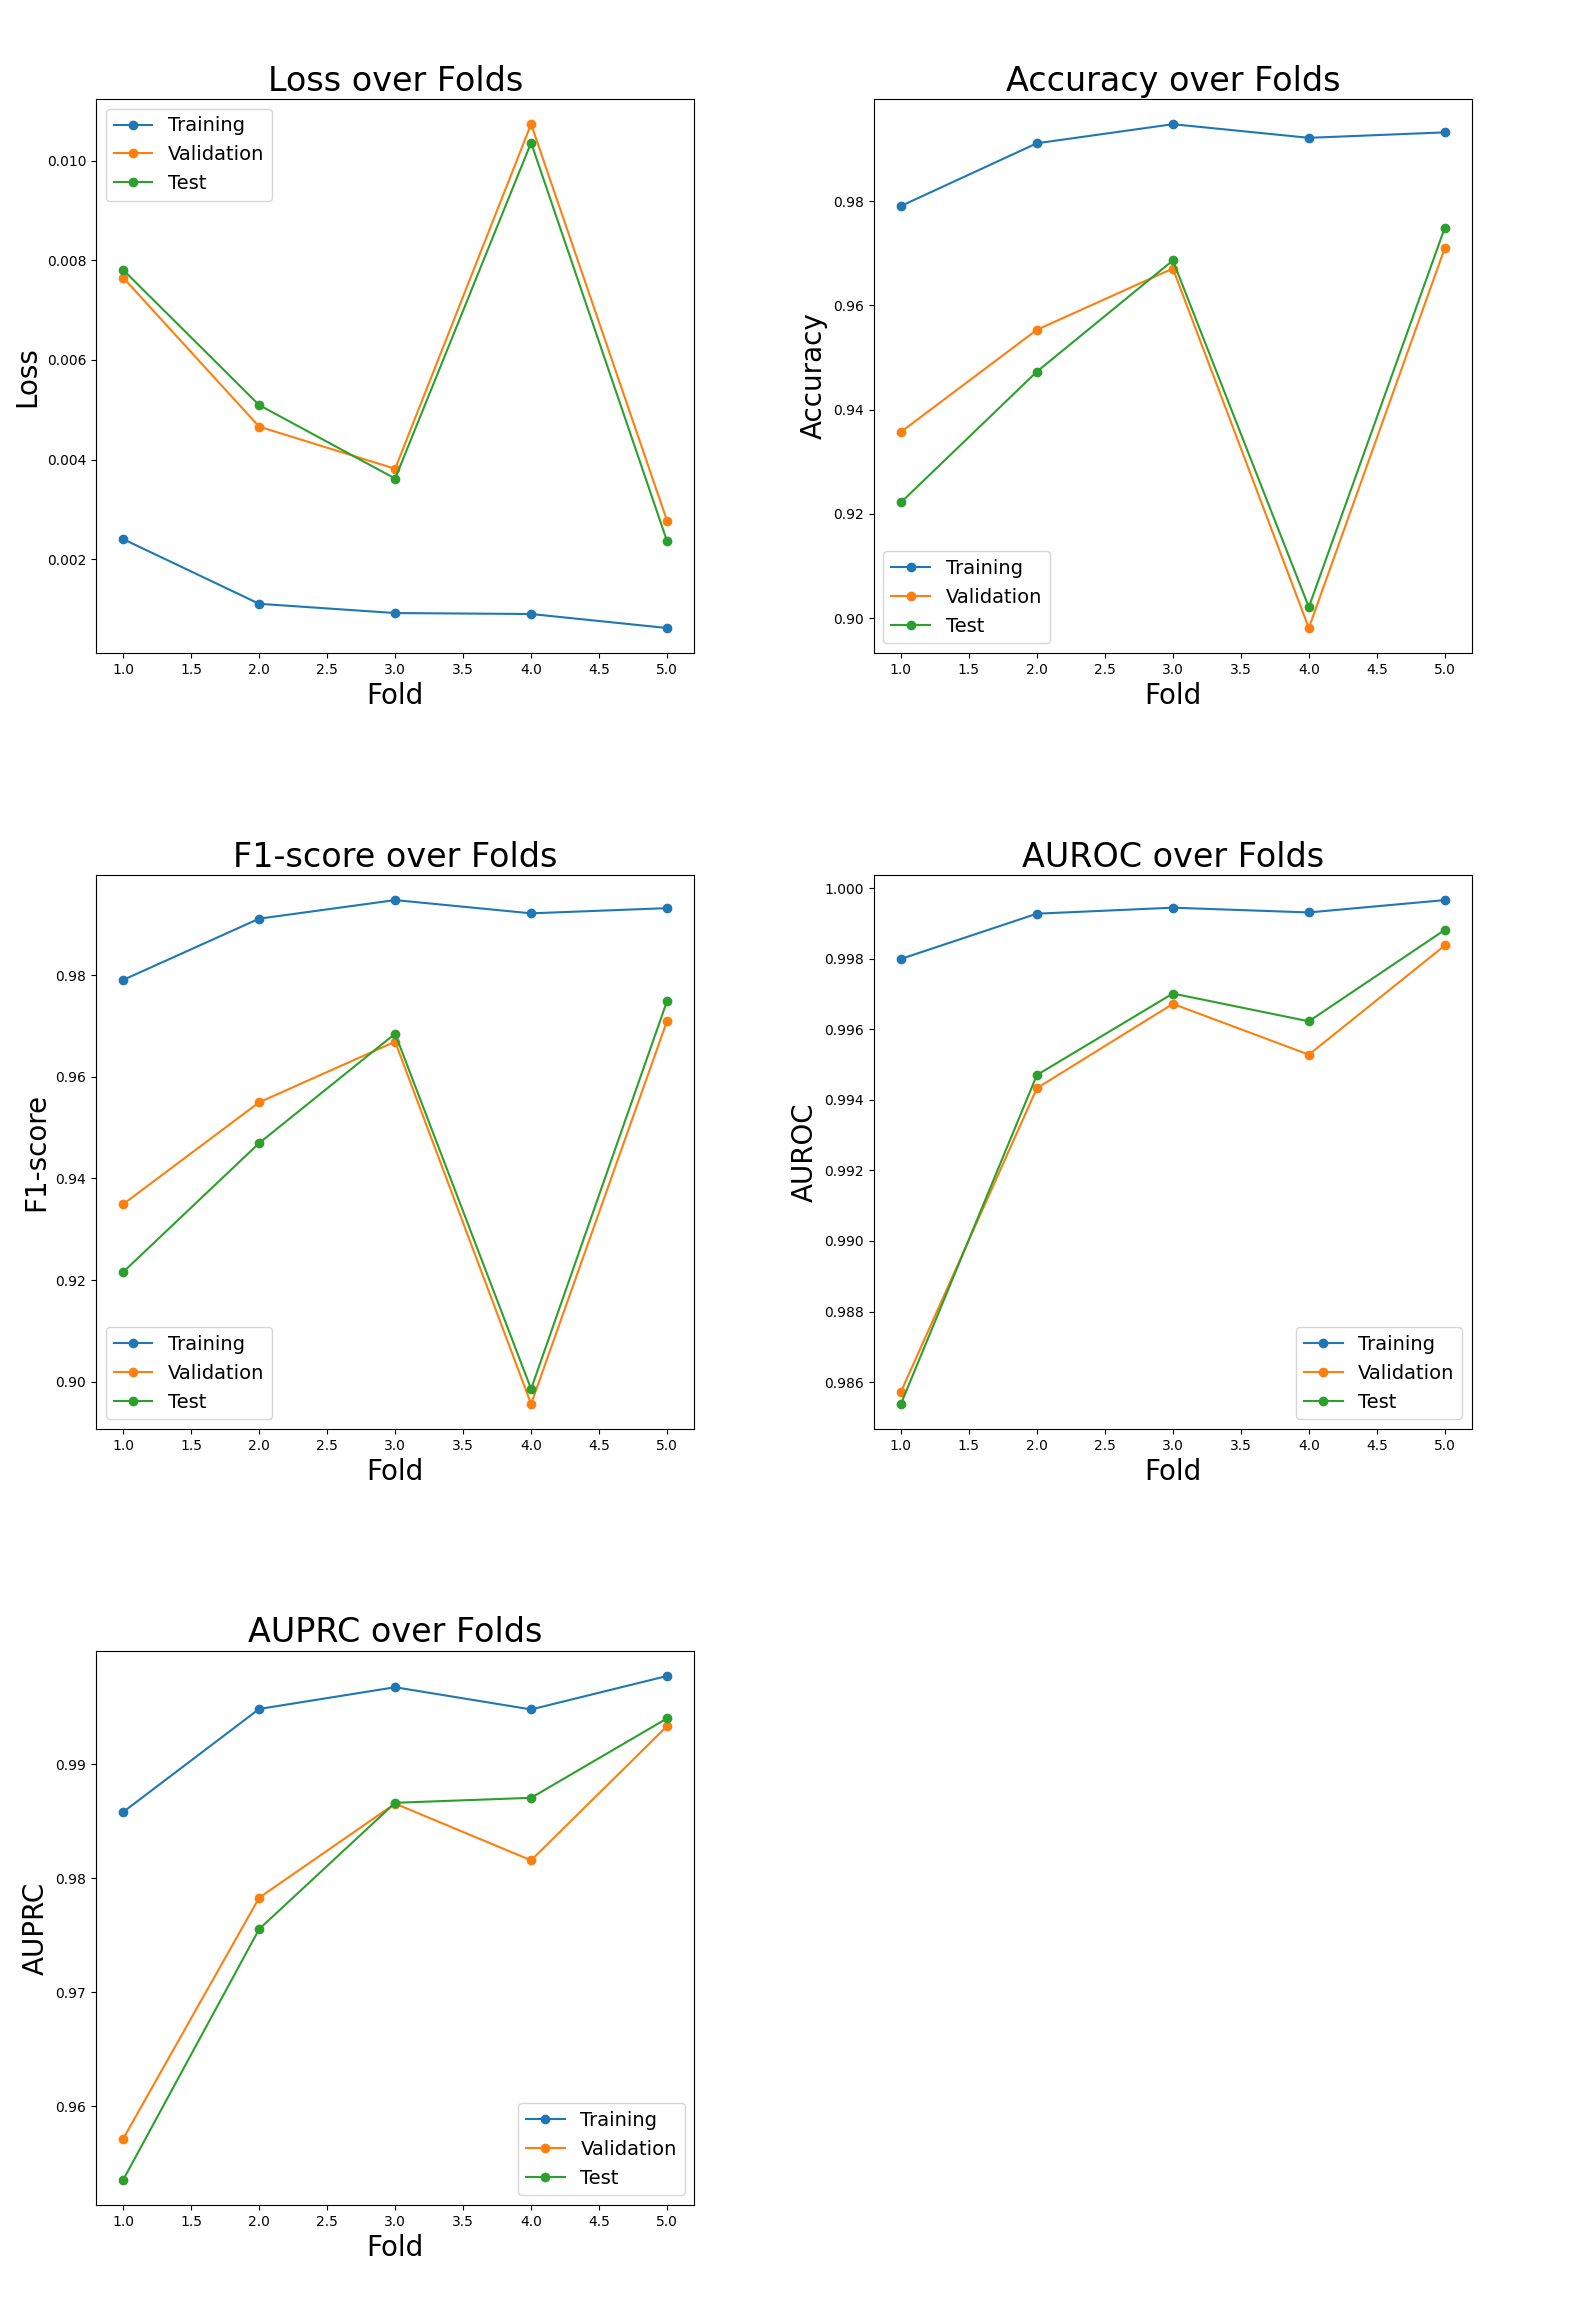 Loss over Folds
Training
Validation
Test
0.010
0.008
0.006
0.004
0.002
Loss
1.0 1.5 2.0 2.5 3.0 3.5 4.0 4.5 5.0
Fold
Accuracy over Folds
0.98
0.96
0.94
0.92
0.90
Accuracy
Training
Validation
Test
1.0 1.5 2.0 2.5 3.0 3.5 4.0 4.5 5.0
Fold
F1-score over Folds
0.98
0.96
0.94
0.92
0.90
F1-score
Training
Validation
Test
1.0 1.5 2.0 2.5 3.0 3.5 4.0 4.5 5.0
Fold
AUROC over Folds
1.000
0.998
0.996
0.994
0.992
0.990
0.988
0.986
AUROC
Training
Validation
Test
1.0 1.5 2.0 2.5 3.0 3.5 4.0 4.5 5.0
Fold
AUPRC over Folds
0.99
0.98
0.97
0.96
AUPRC
Training
Validation
Test
1.0 1.5 2.0 2.5 3.0 3.5 4.0 4.5 5.0
Fold